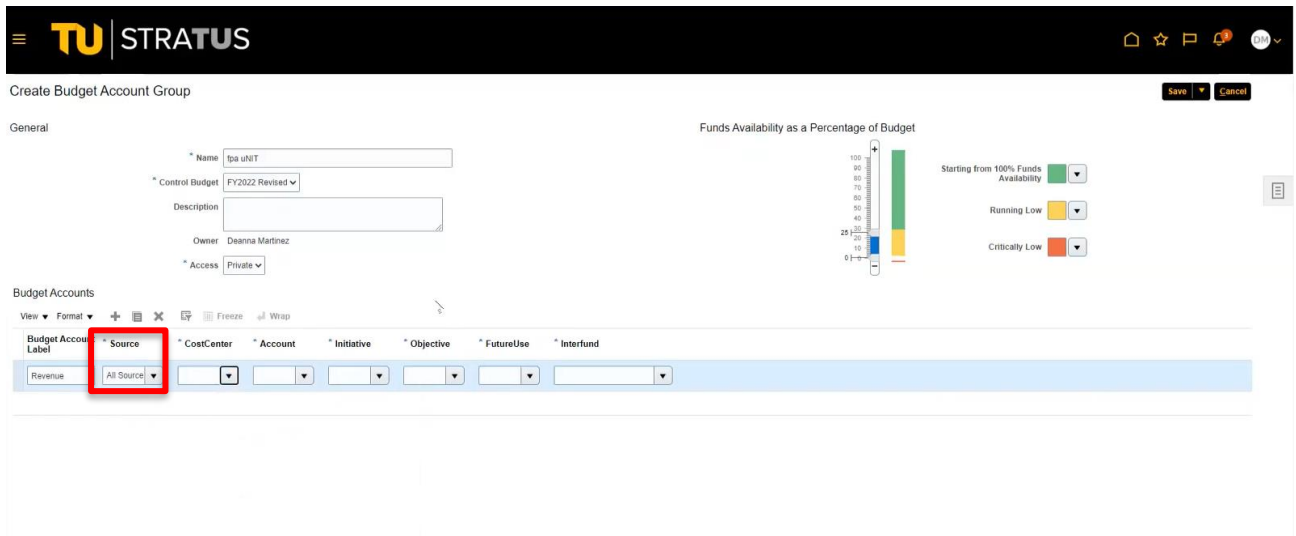 TU STRATUS
3
DM
Create Budget Account Group
Save
Cancel
General
* Name fpa uNIT
* Control Budget FY2022 Revised
Description
Owner Deanna Martinez
* Access Private
Funds Availability as a Percentage of Budget
+
100
90
80
70
60
50
40
30
25
20
10
0
0
−
Starting from 100% Funds
Availability
Running Low
Critically Low
Budget Accounts
View Format Freeze Wrap
Budget Account
Label
* Source * CostCenter * Account * Initiative * Objective * FutureUse * Interfund
Revenue All Source